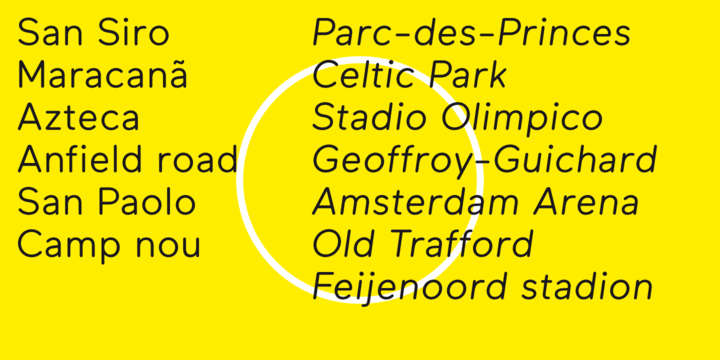 San Siro
Maracanã
Azteca
Anfield road
San Paolo
Camp nou
Parc-des-Princes
Celtic Park
Stadio Olimpico
Geoffroy-Guichard
Amsterdam Arena
Old Trafford
Feijenoord stadion